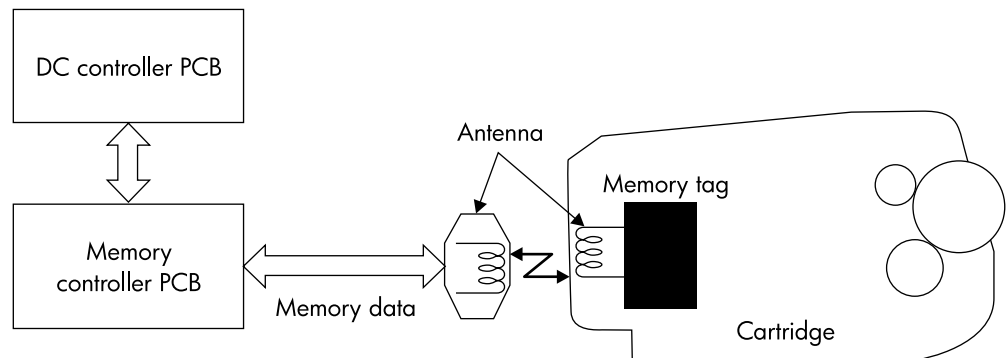 DC controller PCB
Antenna
Memory tag
Memory
controller PCB
Memory data
Cartridge